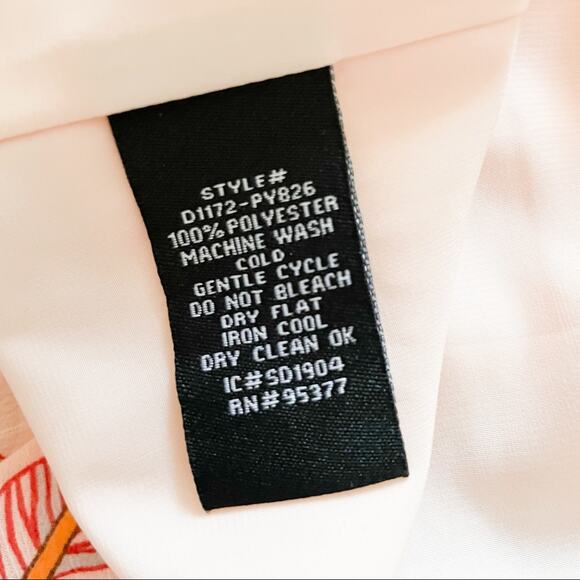 STYLE#
D1172-PY826
100% POLYESTER
MACHINE WASH
COLD
GENTLE CYCLE
DO NOT BLEACH
DRY FLAT
IRON COOL
DRY CLEAN OK
IC#SD1904
RN#95377